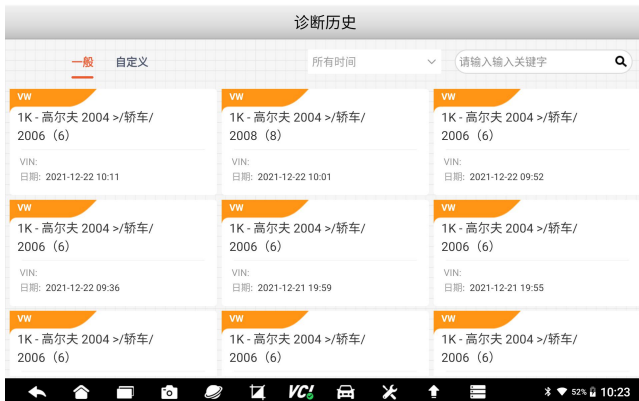 诊断历史
一般 自定义 所有时间 请输入输入关键字
VW VW VW
1K - 高尔夫 2004 >/轿车/ 1K - 高尔夫 2004 >/轿车/ 1K - 高尔夫 2004 >/轿车/
2006（6） 2008（8） 2006（6）
VIN: VIN: VIN:
日期: 2021-12-22 10:11 日期: 2021-12-22 10:01 日期: 2021-12-22 09:52
VW VW VW
1K - 高尔夫 2004 >/轿车/ 1K - 高尔夫 2004 >/轿车/ 1K - 高尔夫 2004 >/轿车/
2006（6） 2006（6） 2006（6）
VIN: VIN: VIN:
日期: 2021-12-22 09:36 日期: 2021-12-21 19:59 日期: 2021-12-21 19:55
VW VW VW
1K - 高尔夫 2004 >/轿车/ 1K - 高尔夫 2004 >/轿车/ 1K - 高尔夫 2004 >/轿车/
2006（6） 2006（6） 2006（6）
VC! 52% 10:23